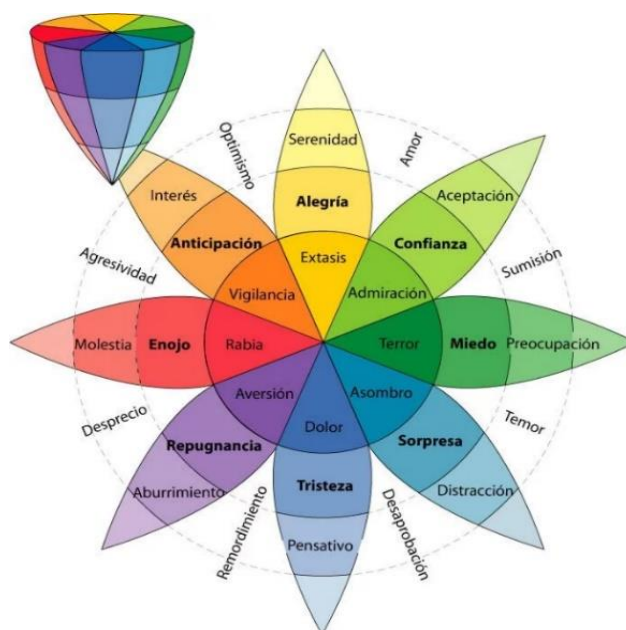 Serenidad
Optimismo
Amor
Interés
Alegría
Aceptación
Anticipación
Confianza
Extasis
Agresividad
Sumisión
Vigilancia
Admiración
Molestia
Enojo
Rabia
Terror
Miedo
Preocupación
Aversión
Asombro
Desprecio
Dolor
Temor
Repugnancia
Sorpresa
Aburrimiento
Tristeza
Distracción
Remordimiento
Pensativo
Desaprobación